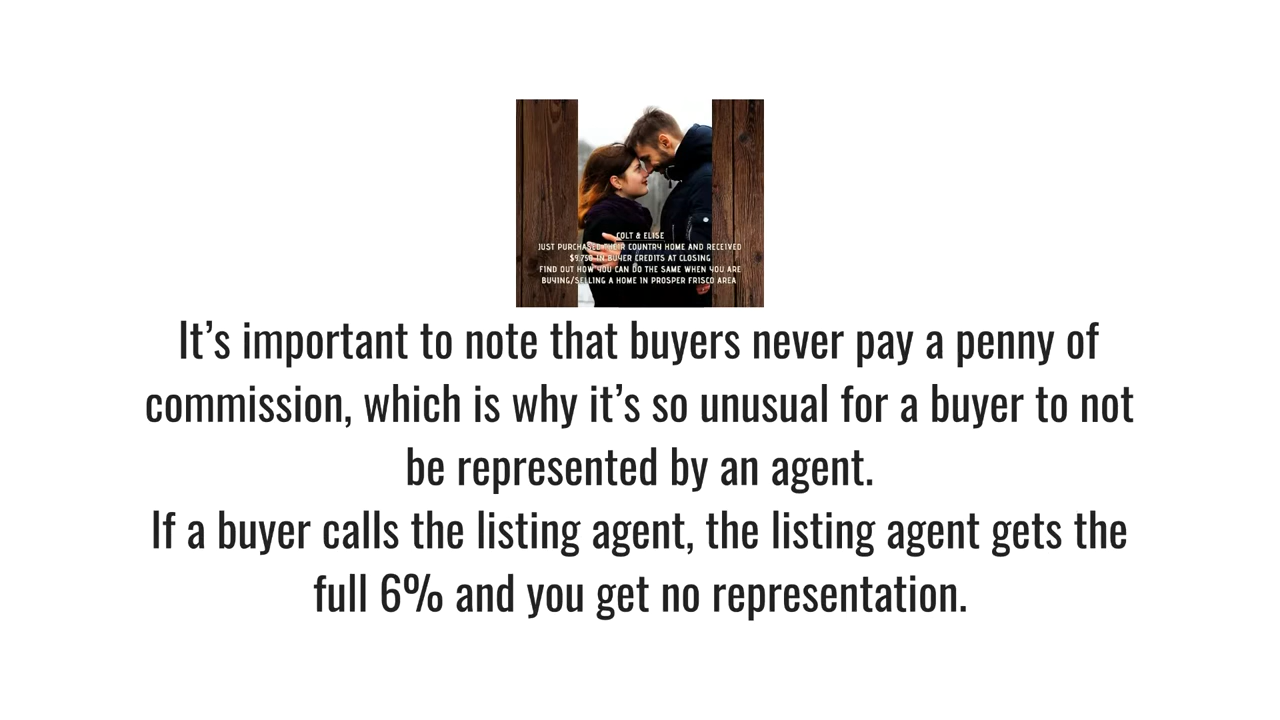 COLT & ELISE
JUST PURCHASED THEIR COUNTRY HOME AND RECEIVED
$9,750 IN BUYER CREDITS AT CLOSING
FIND OUT HOW YOU CAN DO THE SAME WHEN YOU ARE
BUYING/SELLING A HOME IN PROSPER FRISCO AREA
It’s important to note that buyers never pay a penny of
commission, which is why it’s so unusual for a buyer to not
be represented by an agent.
If a buyer calls the listing agent, the listing agent gets the
full 6% and you get no representation.